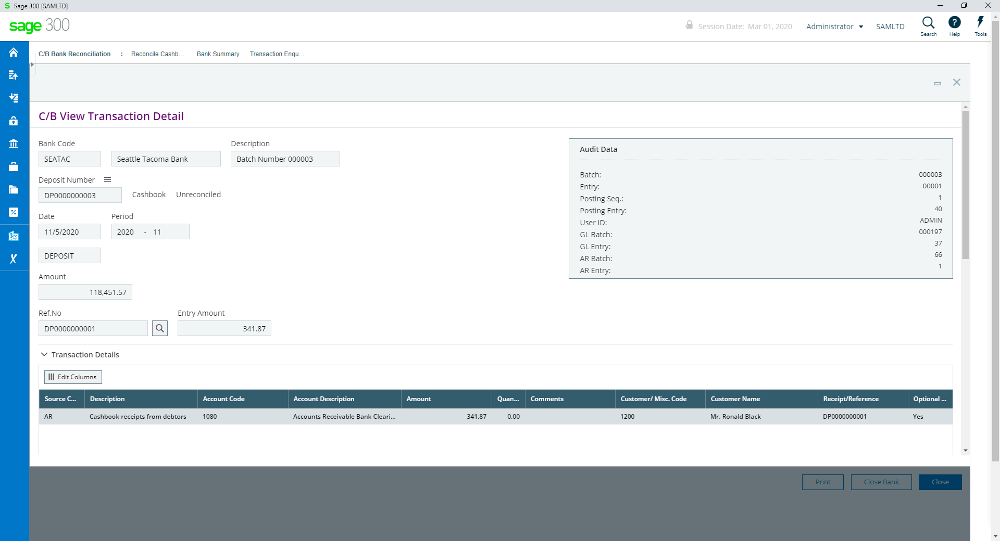 S Sage 300 [SAMLTD]
sage 300
Session Date: Mar 01, 2020
Administrator
SAMLTD
Search
Help
Tools
C/B Bank Reconciliation : Reconcile Cashb... Bank Summary Transaction Enqu...
C/B View Transaction Detail
Bank Code
Description
SEATAC
Seattle Tacoma Bank
Batch Number 000003
Deposit Number
DP0000000003
Cashbook
Unreconciled
Date
Period
11/5/2020
2020 - 11
DEPOSIT
Amount
118,451.57
Ref.No
Entry Amount
DP0000000001
341.87
Audit Data
Batch: 000003
Entry: 00001
Posting Seq.: 1
Posting Entry: 40
User ID: ADMIN
GL Batch: 000197
GL Entry: 37
AR Batch: 66
AR Entry: 1
Transaction Details
Edit Columns
Source C... Description Account Code Account Description Amount Quan... Comments Customer/ Misc. Code Customer Name Receipt/Reference Optional ...
AR Cashbook receipts from debtors 1080 Accounts Receivable Bank Cleari... 341.87 0.00 1200 Mr. Ronald Black DP0000000001 Yes
Print
Close Bank
Close